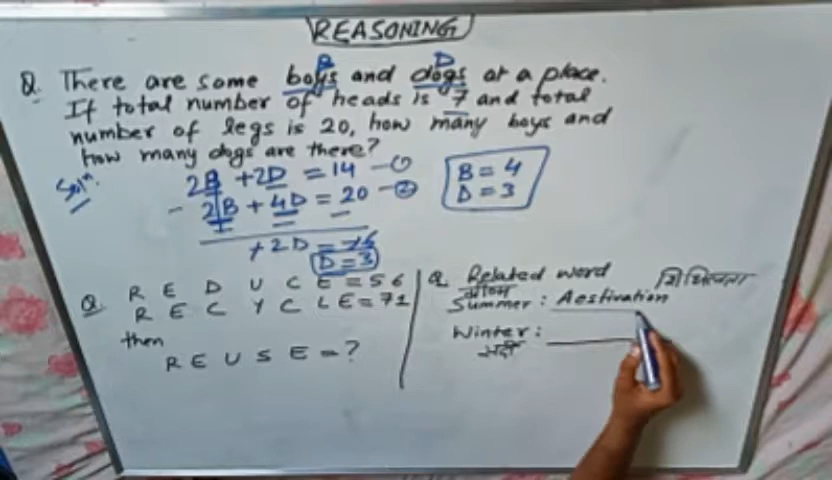 REASONING
B D
Q. There are some boys and dogs at a place.
If total number of heads is 7 and total
number of legs is 20, how many boys and
how many dogs are there?
Solⁿ.
2B + 2D = 14 - ①
- 2B + 4D = 20 - ②
+ 2D =
D = 3
B = 4
D = 3
Q R E D U C E = 56
R E C Y C L E = 71
then
R E U S E = ?
Q Related word
Summer : Aestivation
Winter :
सर्दी